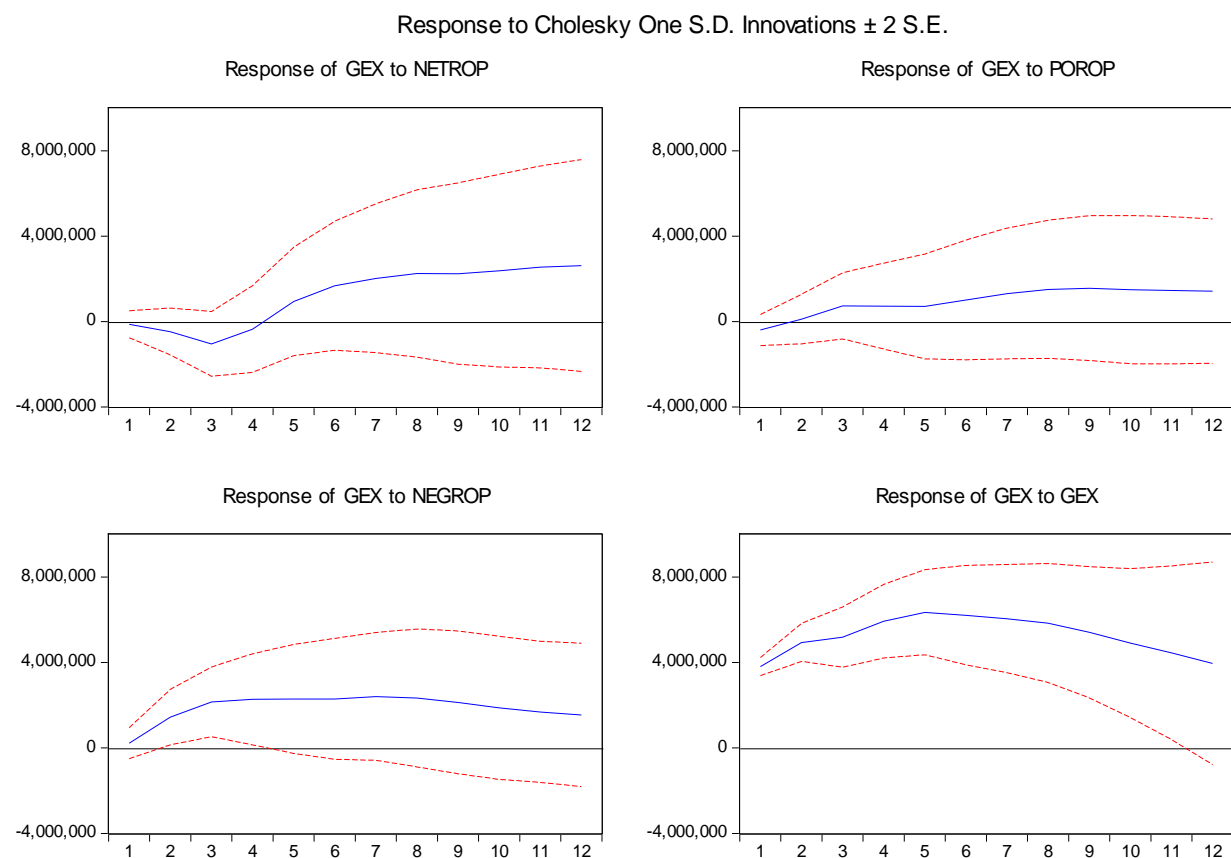 Response to Cholesky One S.D. Innovations ± 2 S.E.
Response of GEX to NETROP
8,000,000
4,000,000
0
-4,000,000
1 2 3 4 5 6 7 8 9 10 11 12
Response of GEX to POROP
8,000,000
4,000,000
0
-4,000,000
1 2 3 4 5 6 7 8 9 10 11 12
Response of GEX to NEGROP
8,000,000
4,000,000
0
-4,000,000
1 2 3 4 5 6 7 8 9 10 11 12
Response of GEX to GEX
8,000,000
4,000,000
0
-4,000,000
1 2 3 4 5 6 7 8 9 10 11 12